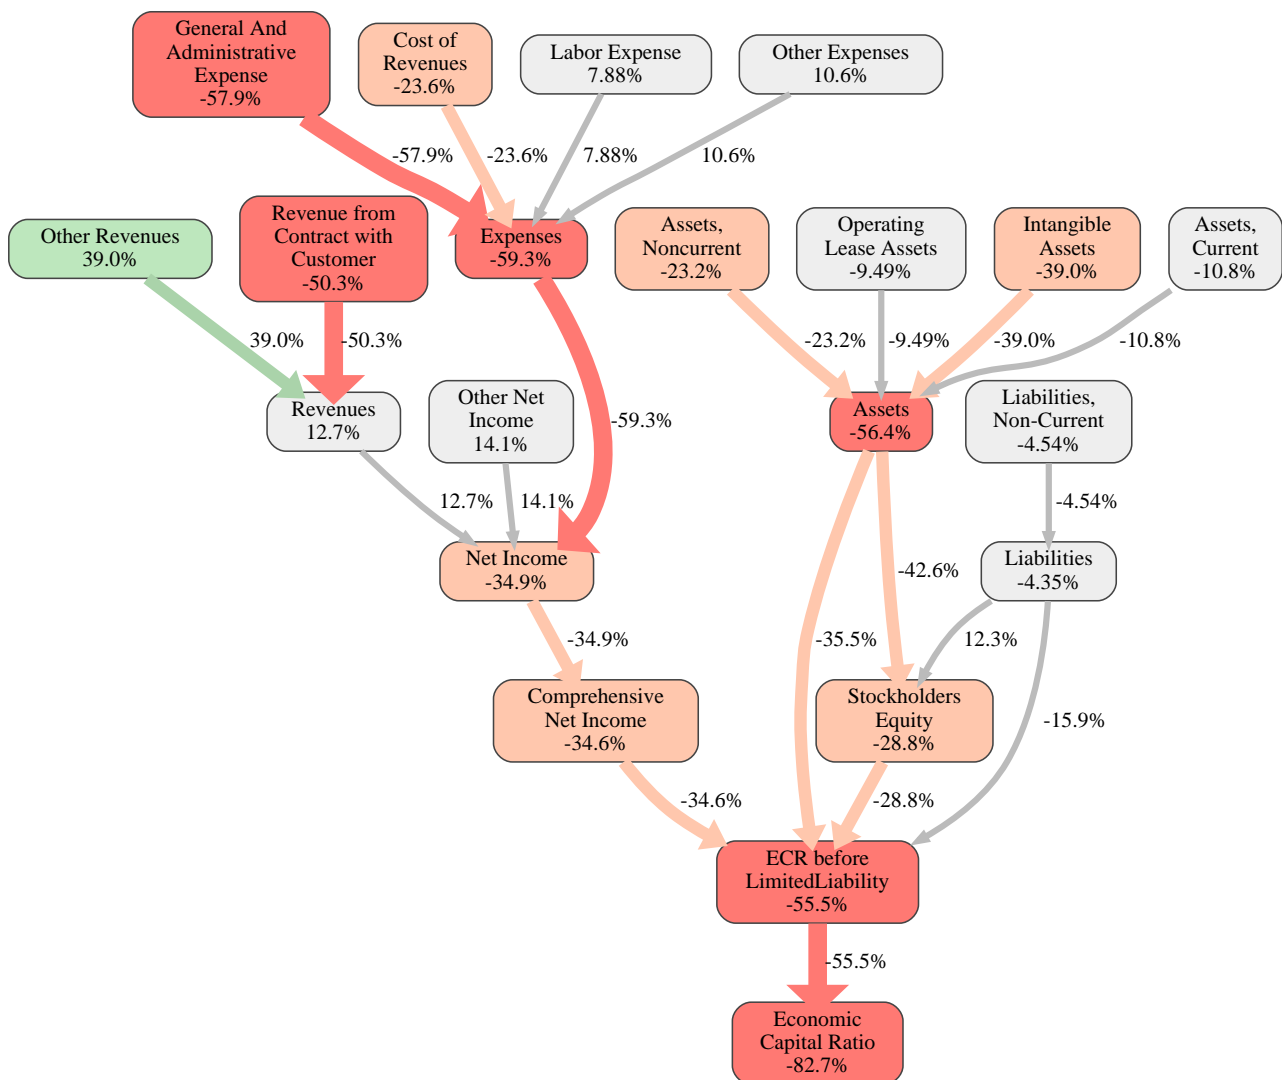 General And
Administrative
Expense
-57.9%
Cost of
Revenues
-23.6%
Labor Expense
7.88%
Other Expenses
10.6%
-57.9%
-23.6%
7.88%
10.6%
Other Revenues
39.0%
Revenue from
Contract with
Customer
-50.3%
Expenses
-59.3%
Assets,
Noncurrent
-23.2%
Operating
Lease Assets
-9.49%
Intangible
Assets
-39.0%
Assets,
Current
-10.8%
39.0%
-50.3%
-23.2%
-9.49%
-39.0%
-10.8%
Revenues
12.7%
Other Net
Income
14.1%
-59.3%
Assets
-56.4%
Liabilities,
Non-Current
-4.54%
12.7%
14.1%
-4.54%
Net Income
-34.9%
-42.6%
Liabilities
-4.35%
-34.9%
-35.5%
12.3%
Comprehensive
Net Income
-34.6%
Stockholders
Equity
-28.8%
-15.9%
-34.6%
-28.8%
ECR before
LimitedLiability
-55.5%
-55.5%
Economic
Capital Ratio
-82.7%